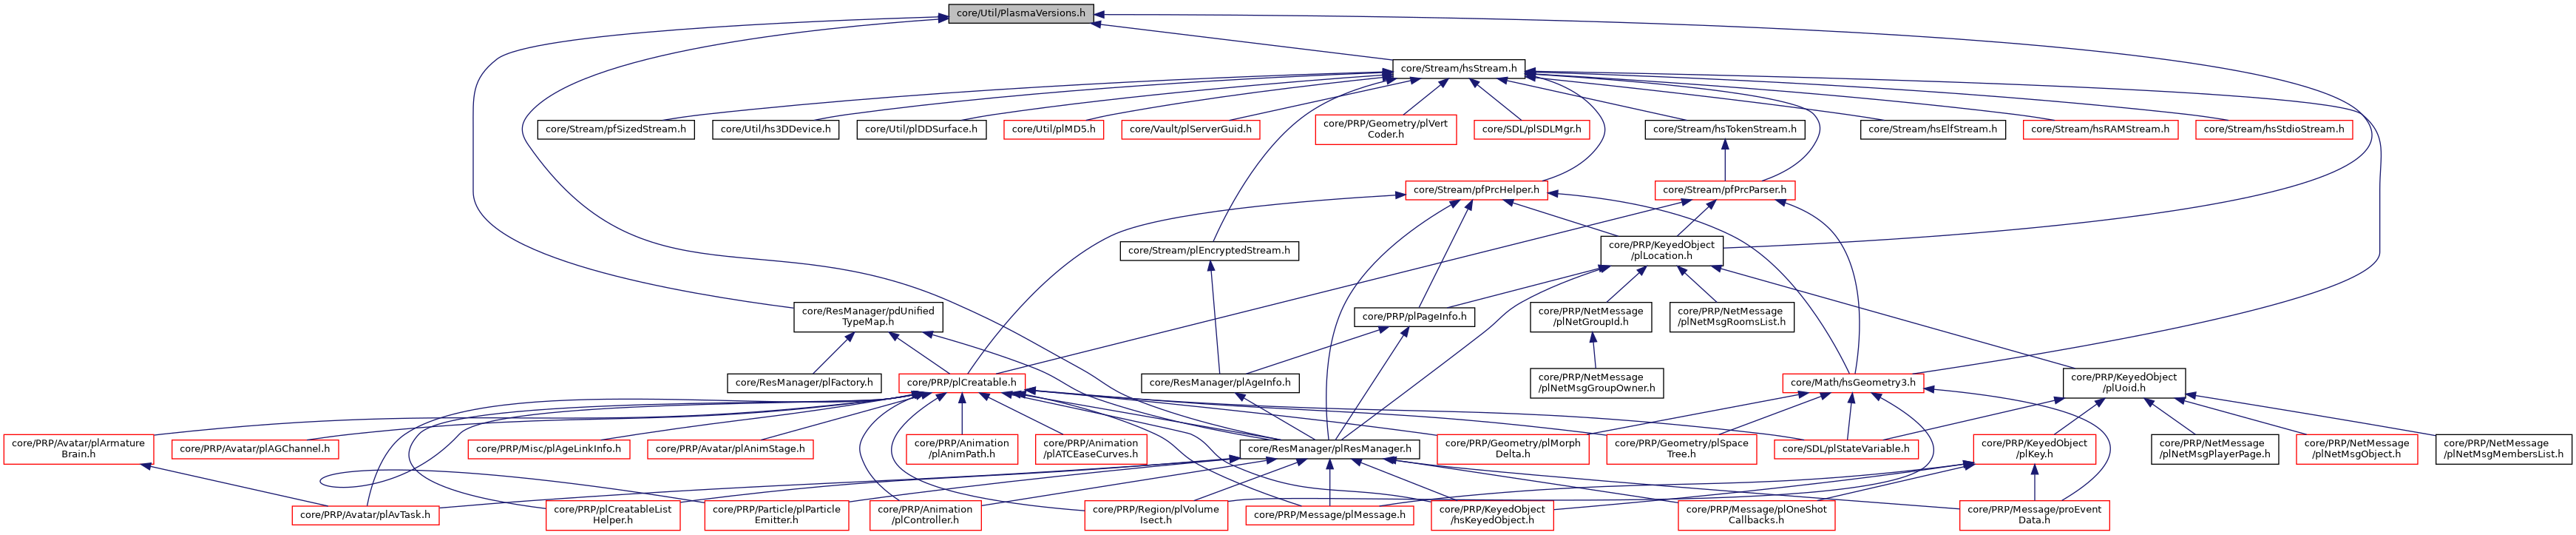 core/Util/PlasmaVersions.h
core/Stream/hsStream.h
core/Stream/pfSizedStream.h
core/Util/hs3DDevice.h
core/Util/plDDSurface.h
core/Util/plMD5.h
core/Vault/plServerGuid.h
core/PRP/Geometry/plVert
Coder.h
core/SDL/plSDLMgr.h
core/Stream/hsTokenStream.h
core/Stream/hsElfStream.h
core/Stream/hsRAMStream.h
core/Stream/hsStdioStream.h
core/Stream/pfPrcHelper.h
core/Stream/pfPrcParser.h
core/Stream/plEncryptedStream.h
core/PRP/KeyedObject
/plLocation.h
core/ResManager/pdUnified
TypeMap.h
core/PRP/plPageInfo.h
core/PRP/NetMessage
/plNetGroupId.h
core/PRP/NetMessage
/plNetMsgRoomsList.h
core/ResManager/plFactory.h
core/PRP/plCreatable.h
core/ResManager/plAgeInfo.h
core/PRP/NetMessage
/plNetMsgGroupOwner.h
core/Math/hsGeometry3.h
core/PRP/KeyedObject
/plUoid.h
core/PRP/Avatar/plArmature
Brain.h
core/PRP/Avatar/plAGChannel.h
core/PRP/Misc/plAgeLinkInfo.h
core/PRP/Avatar/plAnimStage.h
core/PRP/Animation
/plAnimPath.h
core/PRP/Animation
/plATCEaseCurves.h
core/ResManager/plResManager.h
core/PRP/Geometry/plMorph
Delta.h
core/PRP/Geometry/plSpace
Tree.h
core/SDL/plStateVariable.h
core/PRP/KeyedObject
/plKey.h
core/PRP/NetMessage
/plNetMsgPlayerPage.h
core/PRP/NetMessage
/plNetMsgObject.h
core/PRP/NetMessage
/plNetMsgMembersList.h
core/PRP/Avatar/plAvTask.h
core/PRP/plCreatableList
Helper.h
core/PRP/Particle/plParticle
Emitter.h
core/PRP/Animation
/plController.h
core/PRP/Region/plVolume
Isect.h
core/PRP/Message/plMessage.h
core/PRP/KeyedObject
/hsKeyedObject.h
core/PRP/Message/plOneShot
Callbacks.h
core/PRP/Message/proEvent
Data.h